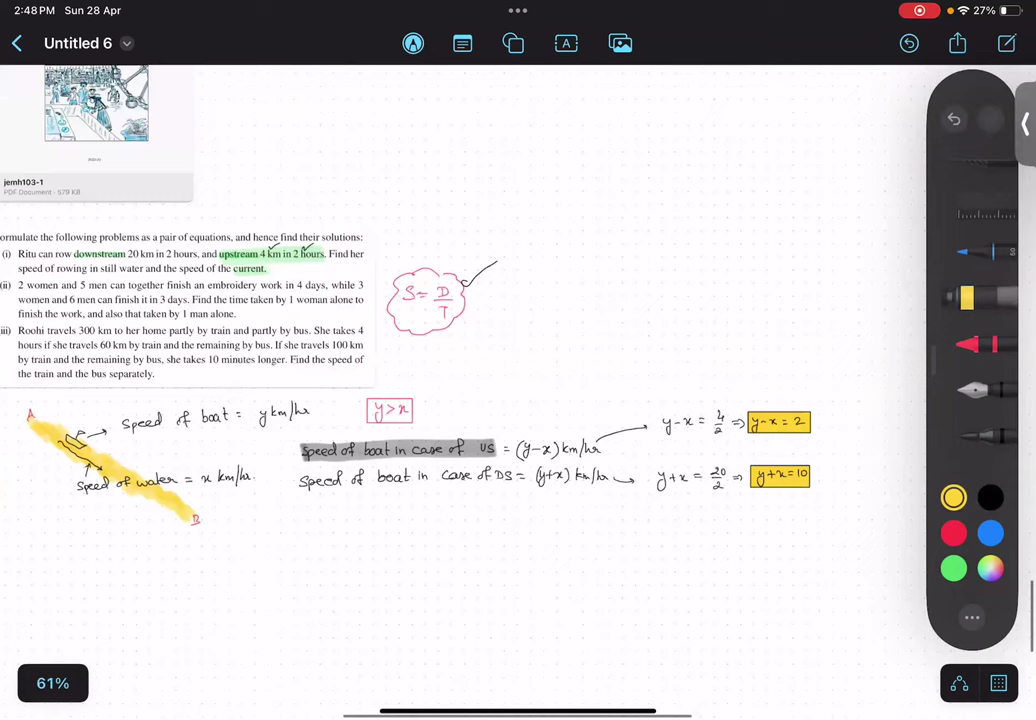 2:48 PM Sun 28 Apr
27%
Untitled 6
A
jemh103-1
PDF Document · 579 KB
ormulate the following problems as a pair of equations, and hence find their solutions:
(i) Ritu can row downstream 20 km in 2 hours, and upstream 4 km in 2 hours. Find her
speed of rowing in still water and the speed of the current.
(ii) 2 women and 5 men can together finish an embroidery work in 4 days, while 3
women and 6 men can finish it in 3 days. Find the time taken by 1 woman alone to
finish the work, and also that taken by 1 man alone.
iii) Roohi travels 300 km to her home partly by train and partly by bus. She takes 4
hours if she travels 60 km by train and the remaining by bus. If she travels 100 km
by train and the remaining by bus, she takes 10 minutes longer. Find the speed of
the train and the bus separately.
S = D/T
A
Speed of boat = y km/hr
y > x
Speed of water = x km/hr.
B
Speed of boat in case of US = (y-x) km/hr
y-x = 4/2 => y-x = 2
Speed of boat in case of DS = (y+x) km/hr
y+x = 20/2 => y+x = 10
61%